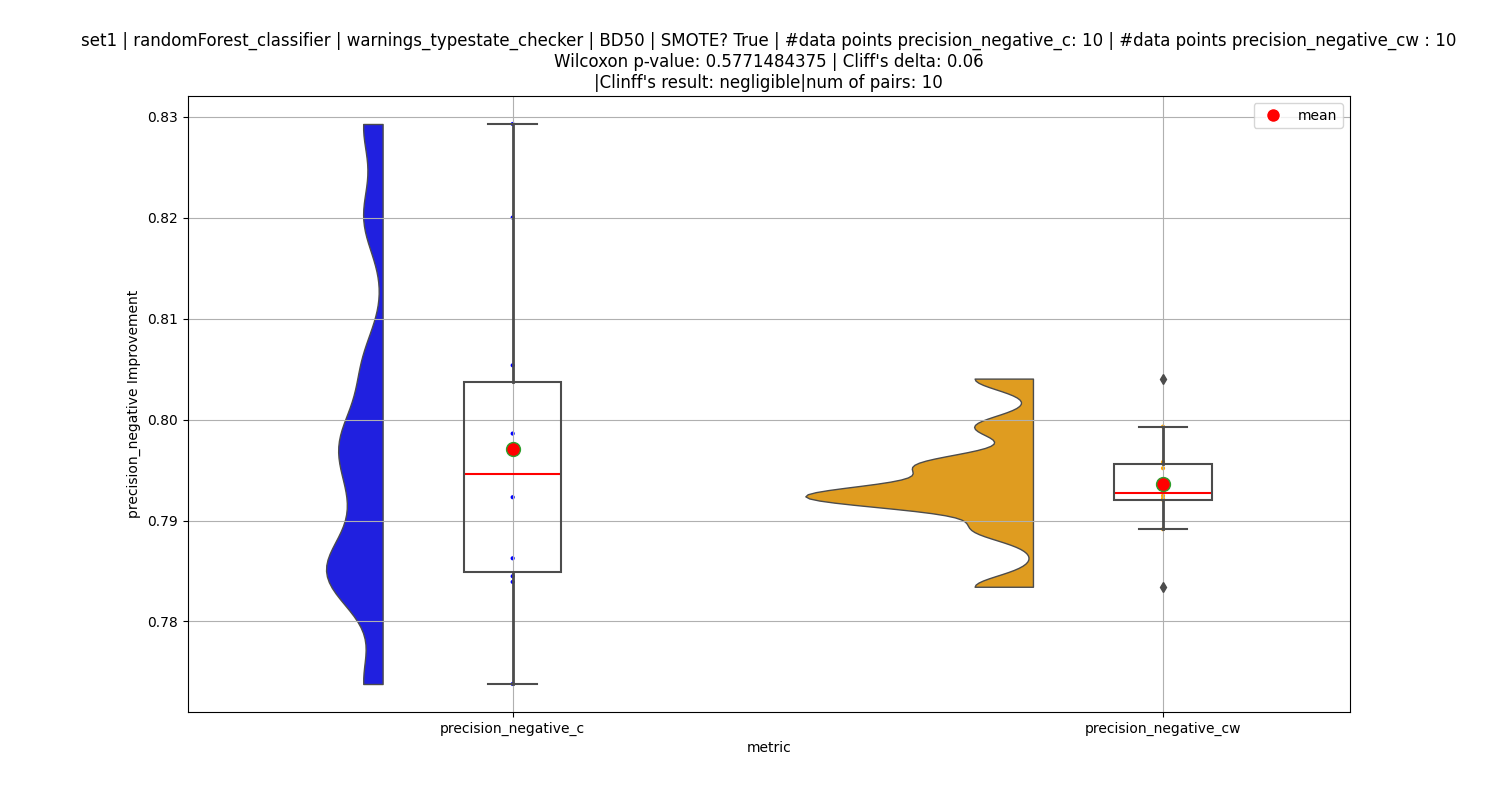 set1 | randomForest_classifier | warnings_typestate_checker | BD50 | SMOTE? True | #data points precision_negative_c: 10 | #data points precision_negative_cw : 10
Wilcoxon p-value: 0.5771484375 | Cliff's delta: 0.06
|Clinff's result: negligible|num of pairs: 10
mean
0.83
0.82
0.81
0.80
0.79
0.78
precision_negative Improvement
precision_negative_c
precision_negative_cw
metric